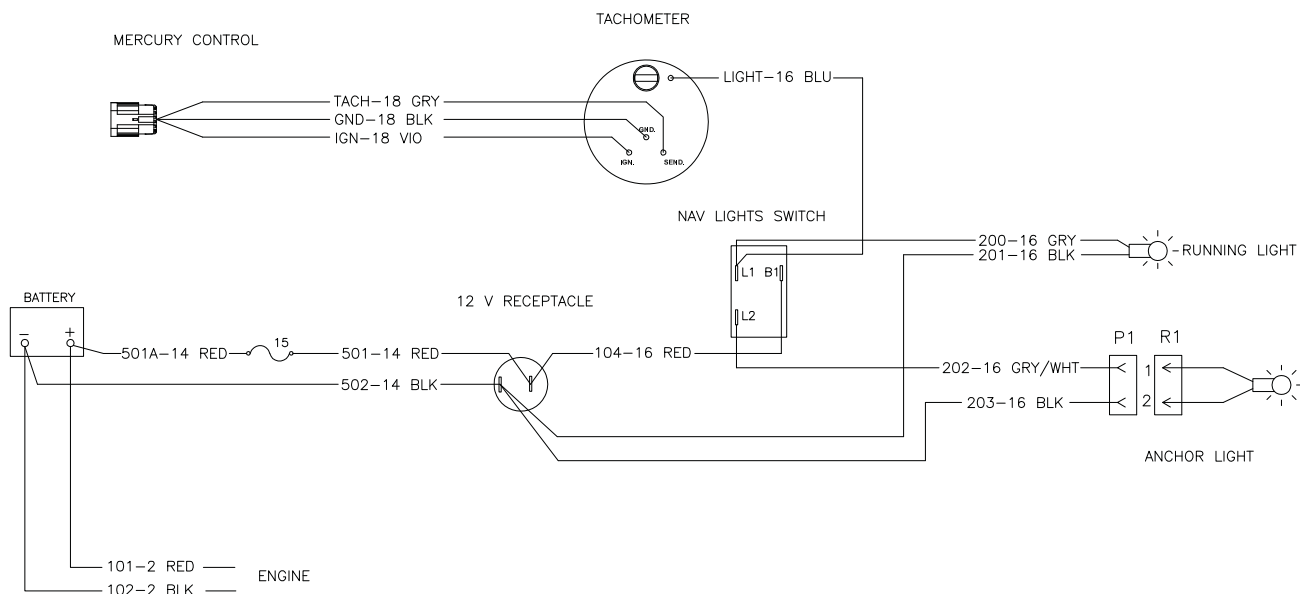 TACHOMETER
MERCURY CONTROL
LIGHT-16 BLU
TACH-18 GRY
GND-18 BLK
IGN-18 VIO
GND.
IGN.
SEND.
NAV LIGHTS SWITCH
200-16 GRY
201-16 BLK
RUNNING LIGHT
L1 B1
L2
BATTERY
12 V RECEPTACLE
- +
501A-14 RED
15
501-14 RED
104-16 RED
502-14 BLK
P1 R1
202-16 GRY/WHT
1
203-16 BLK
2
ANCHOR LIGHT
101-2 RED
ENGINE
102-2 BLK